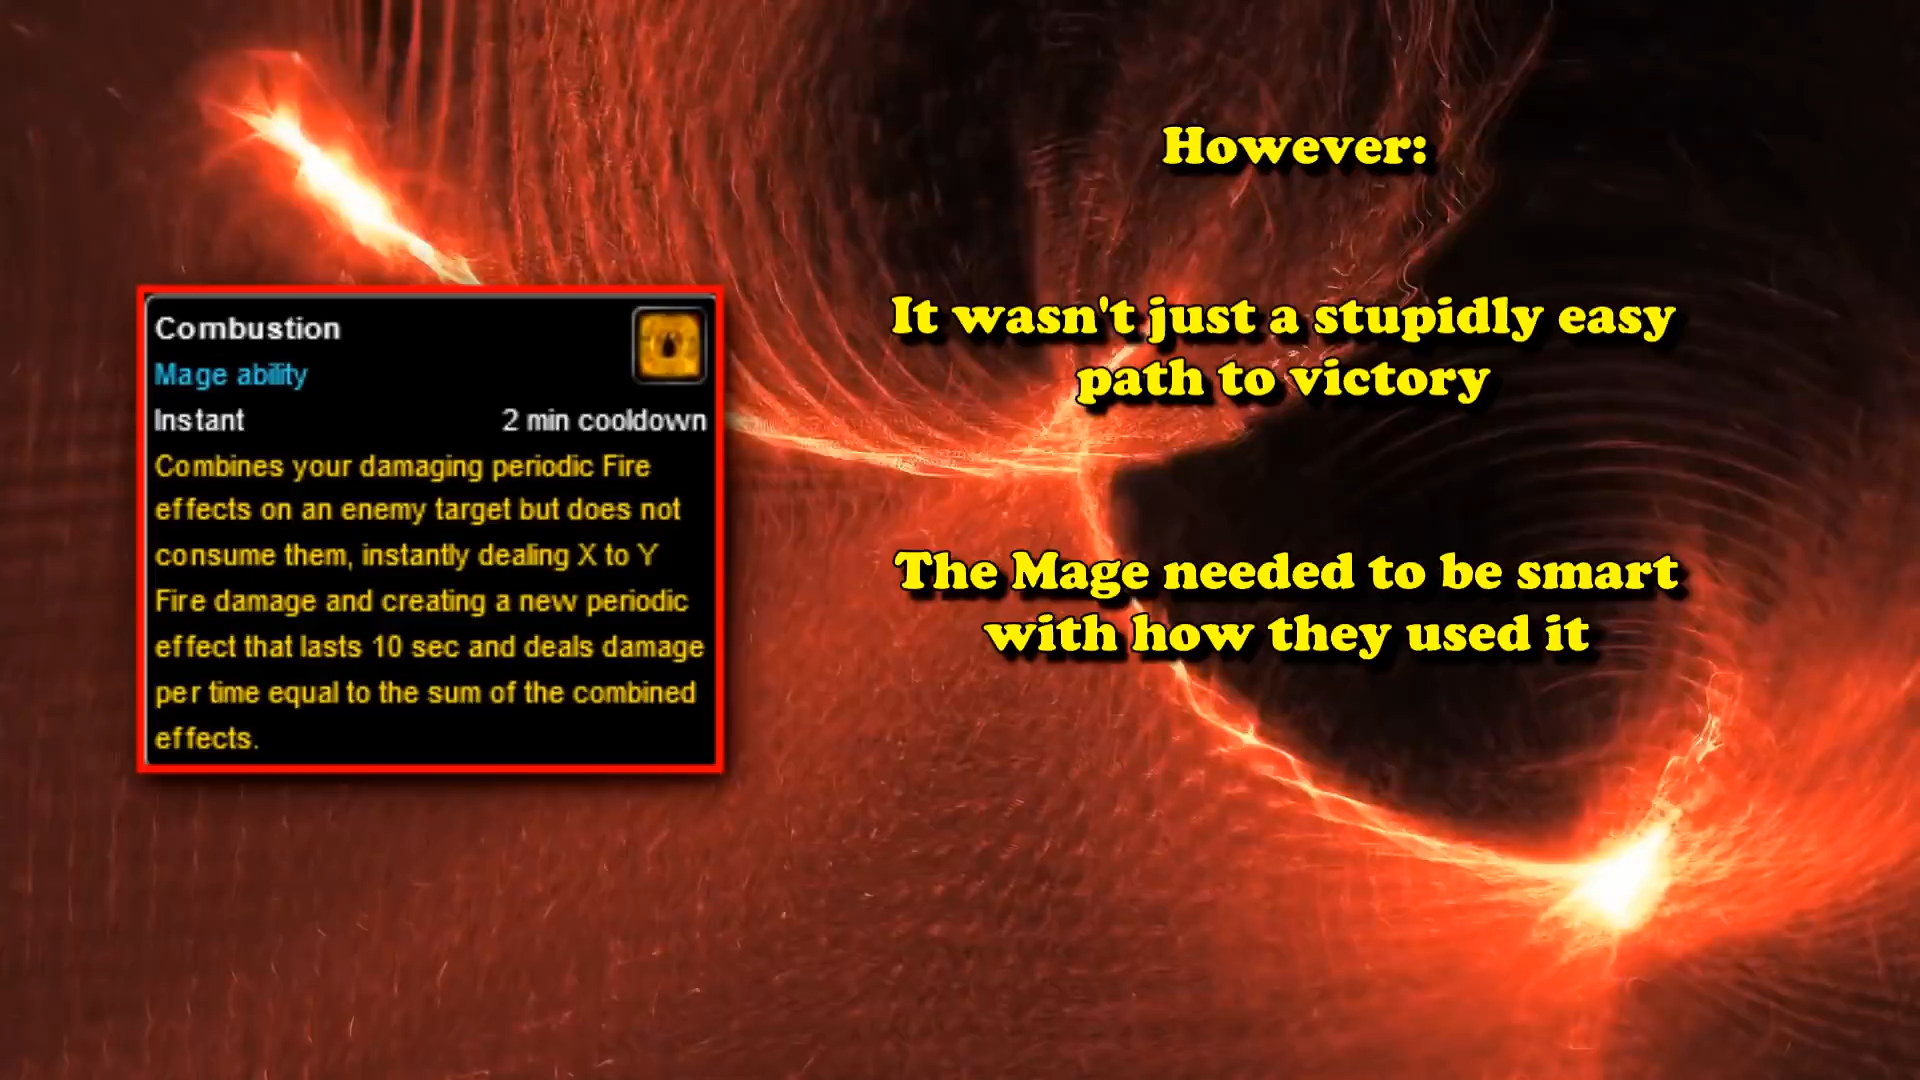 Combustion
Mage ability
Instant 2 min cooldown
Combines your damaging periodic Fire
effects on an enemy target but does not
consume them, instantly dealing X to Y
Fire damage and creating a new periodic
effect that lasts 10 sec and deals damage
per time equal to the sum of the combined
effects.
However:
It wasn't just a stupidly easy
path to victory
The Mage needed to be smart
with how they used it